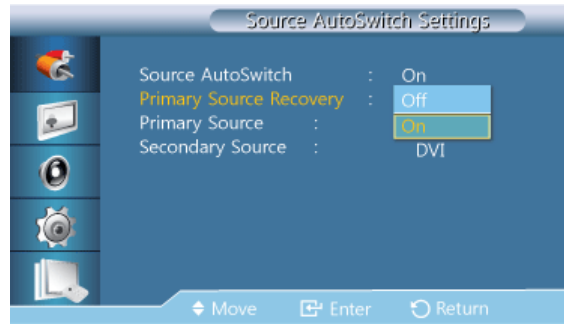 Source AutoSwitch Settings
Source AutoSwitch : On
Primary Source Recovery : Off
Primary Source : On
Secondary Source : DVI
Move Enter Return